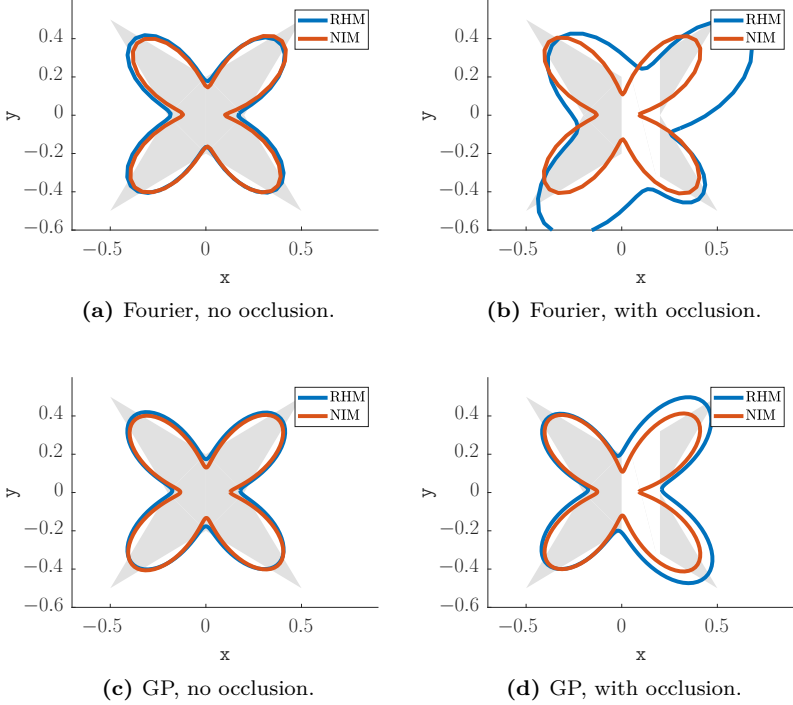 RHM
NIM
0.4
0.2
0
−0.2
−0.4
−0.6
y
−0.5
0
0.5
x
(a) Fourier, no occlusion.
RHM
NIM
0.4
0.2
0
−0.2
−0.4
−0.6
y
−0.5
0
0.5
x
(b) Fourier, with occlusion.
RHM
NIM
0.4
0.2
0
−0.2
−0.4
−0.6
y
−0.5
0
0.5
x
(c) GP, no occlusion.
RHM
NIM
0.4
0.2
0
−0.2
−0.4
−0.6
y
−0.5
0
0.5
x
(d) GP, with occlusion.